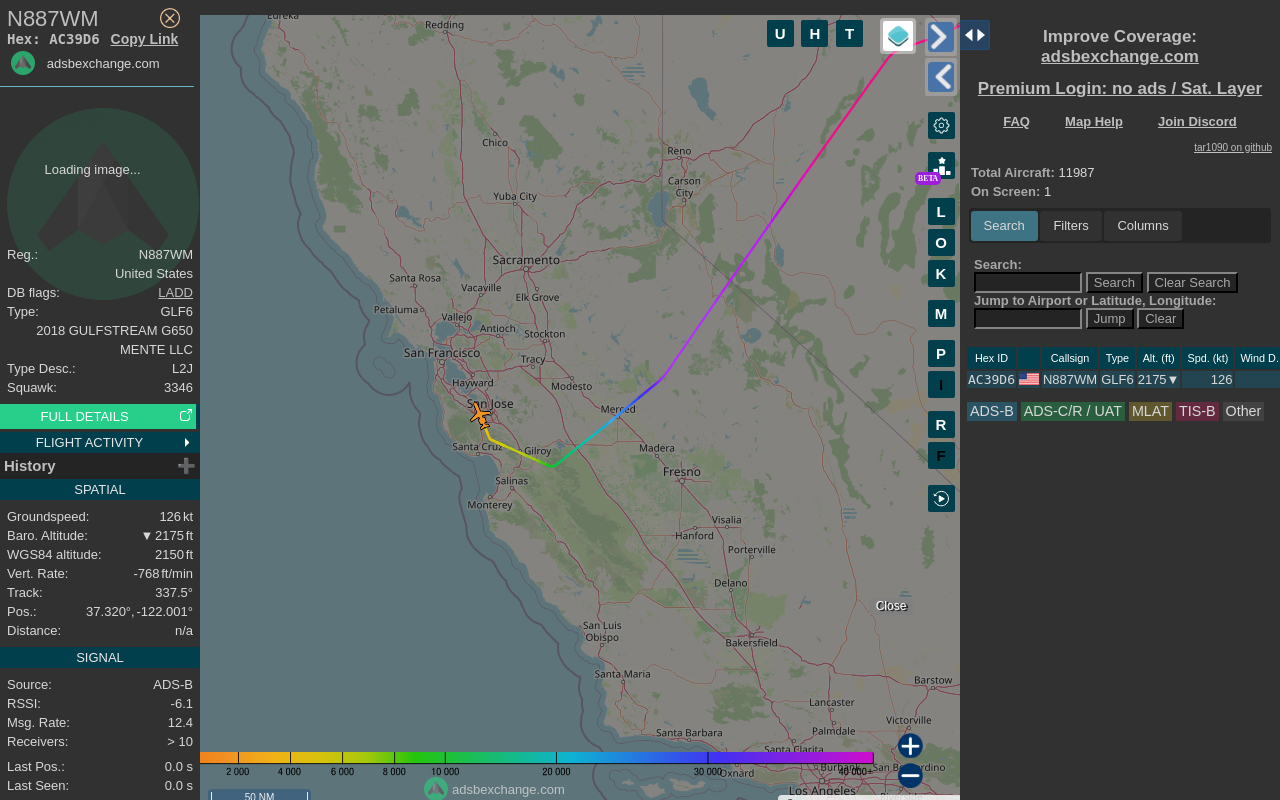 N887WM
Hex: AC39D6 Copy Link
adsbexchange.com
Loading image...
Reg.: N887WM
United States
DB flags: LADD
Type: GLF6
2018 GULFSTREAM G650
MENTE LLC
Type Desc.: L2J
Squawk: 3346
FULL DETAILS
FLIGHT ACTIVITY
History
SPATIAL
Groundspeed: 126 kt
Baro. Altitude: ▼ 2175 ft
WGS84 altitude: 2150 ft
Vert. Rate: -768 ft/min
Track: 337.5°
Pos.: 37.320°, -122.001°
Distance: n/a
SIGNAL
Source: ADS-B
RSSI: -6.1
Msg. Rate: 12.4
Receivers: > 10
Last Pos.: 0.0 s
Last Seen: 0.0 s
Eureka
Redding
Chico
Reno
Carson
City
Yuba City
Sacramento
Santa Rosa
Vacaville
Elk Grove
Petaluma
Vallejo
Antioch
Stockton
San Francisco
Tracy
Hayward
Modesto
San Jose
Merced
Santa Cruz
Gilroy
Madera
Fresno
Salinas
Monterey
Visalia
Hanford
Porterville
Delano
San Luis
Obispo
Bakersfield
Santa Maria
Barstow
Lancaster
Victorville
Palmdale
Santa Barbara
Santa Clarita
Oxnard
Burbank
San Bernardino
Los Angeles
Riverside
U H T
BETA
L
O
K
M
P
I
R
F
Close
2 000 4 000 6 000 8 000 10 000 20 000 30 000 40 000+
adsbexchange.com
50 NM
Improve Coverage:
adsbexchange.com
Premium Login: no ads / Sat. Layer
FAQ Map Help Join Discord
tar1090 on github
Total Aircraft: 11987
On Screen: 1
Search Filters Columns
Search:
Search Clear Search
Jump to Airport or Latitude, Longitude:
Jump Clear
Hex ID Callsign Type Alt. (ft) Spd. (kt) Wind D.
AC39D6 N887WM GLF6 2175▼ 126
ADS-B ADS-C/R / UAT MLAT TIS-B Other